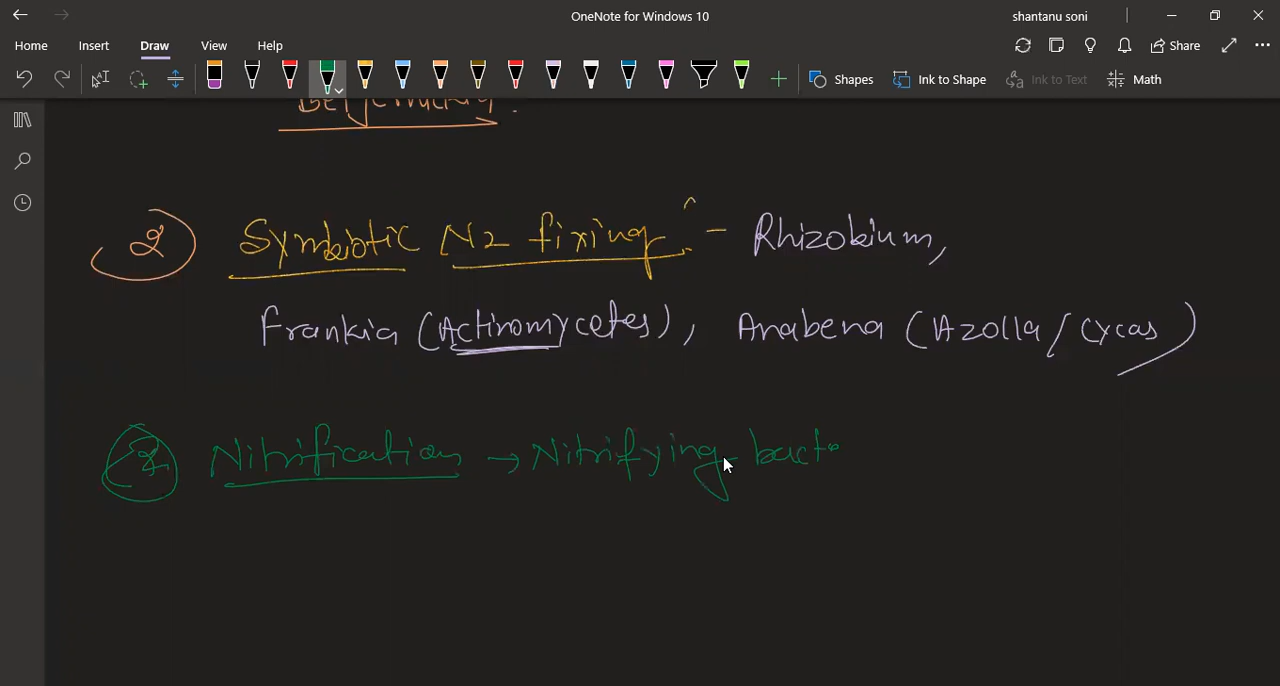 OneNote for Windows 10
shantanu soni
Home Insert Draw View Help
Share
Shapes Ink to Shape Ink to Text Math
2 Symbiotic N2 fixing :- Rhizobium,
Frankia (Actinomycetes), Anabena (Azolla/Cycas)
2 Nitrification → Nitrifying bacte